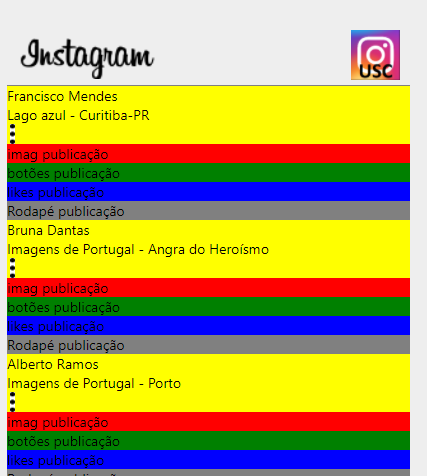 Instagram
USC
Francisco Mendes
Lago azul - Curitiba-PR
imag publicação
botões publicação
likes publicação
Rodapé publicação
Bruna Dantas
Imagens de Portugal - Angra do Heroísmo
imag publicação
botões publicação
likes publicação
Rodapé publicação
Alberto Ramos
Imagens de Portugal - Porto
imag publicação
botões publicação
likes publicação